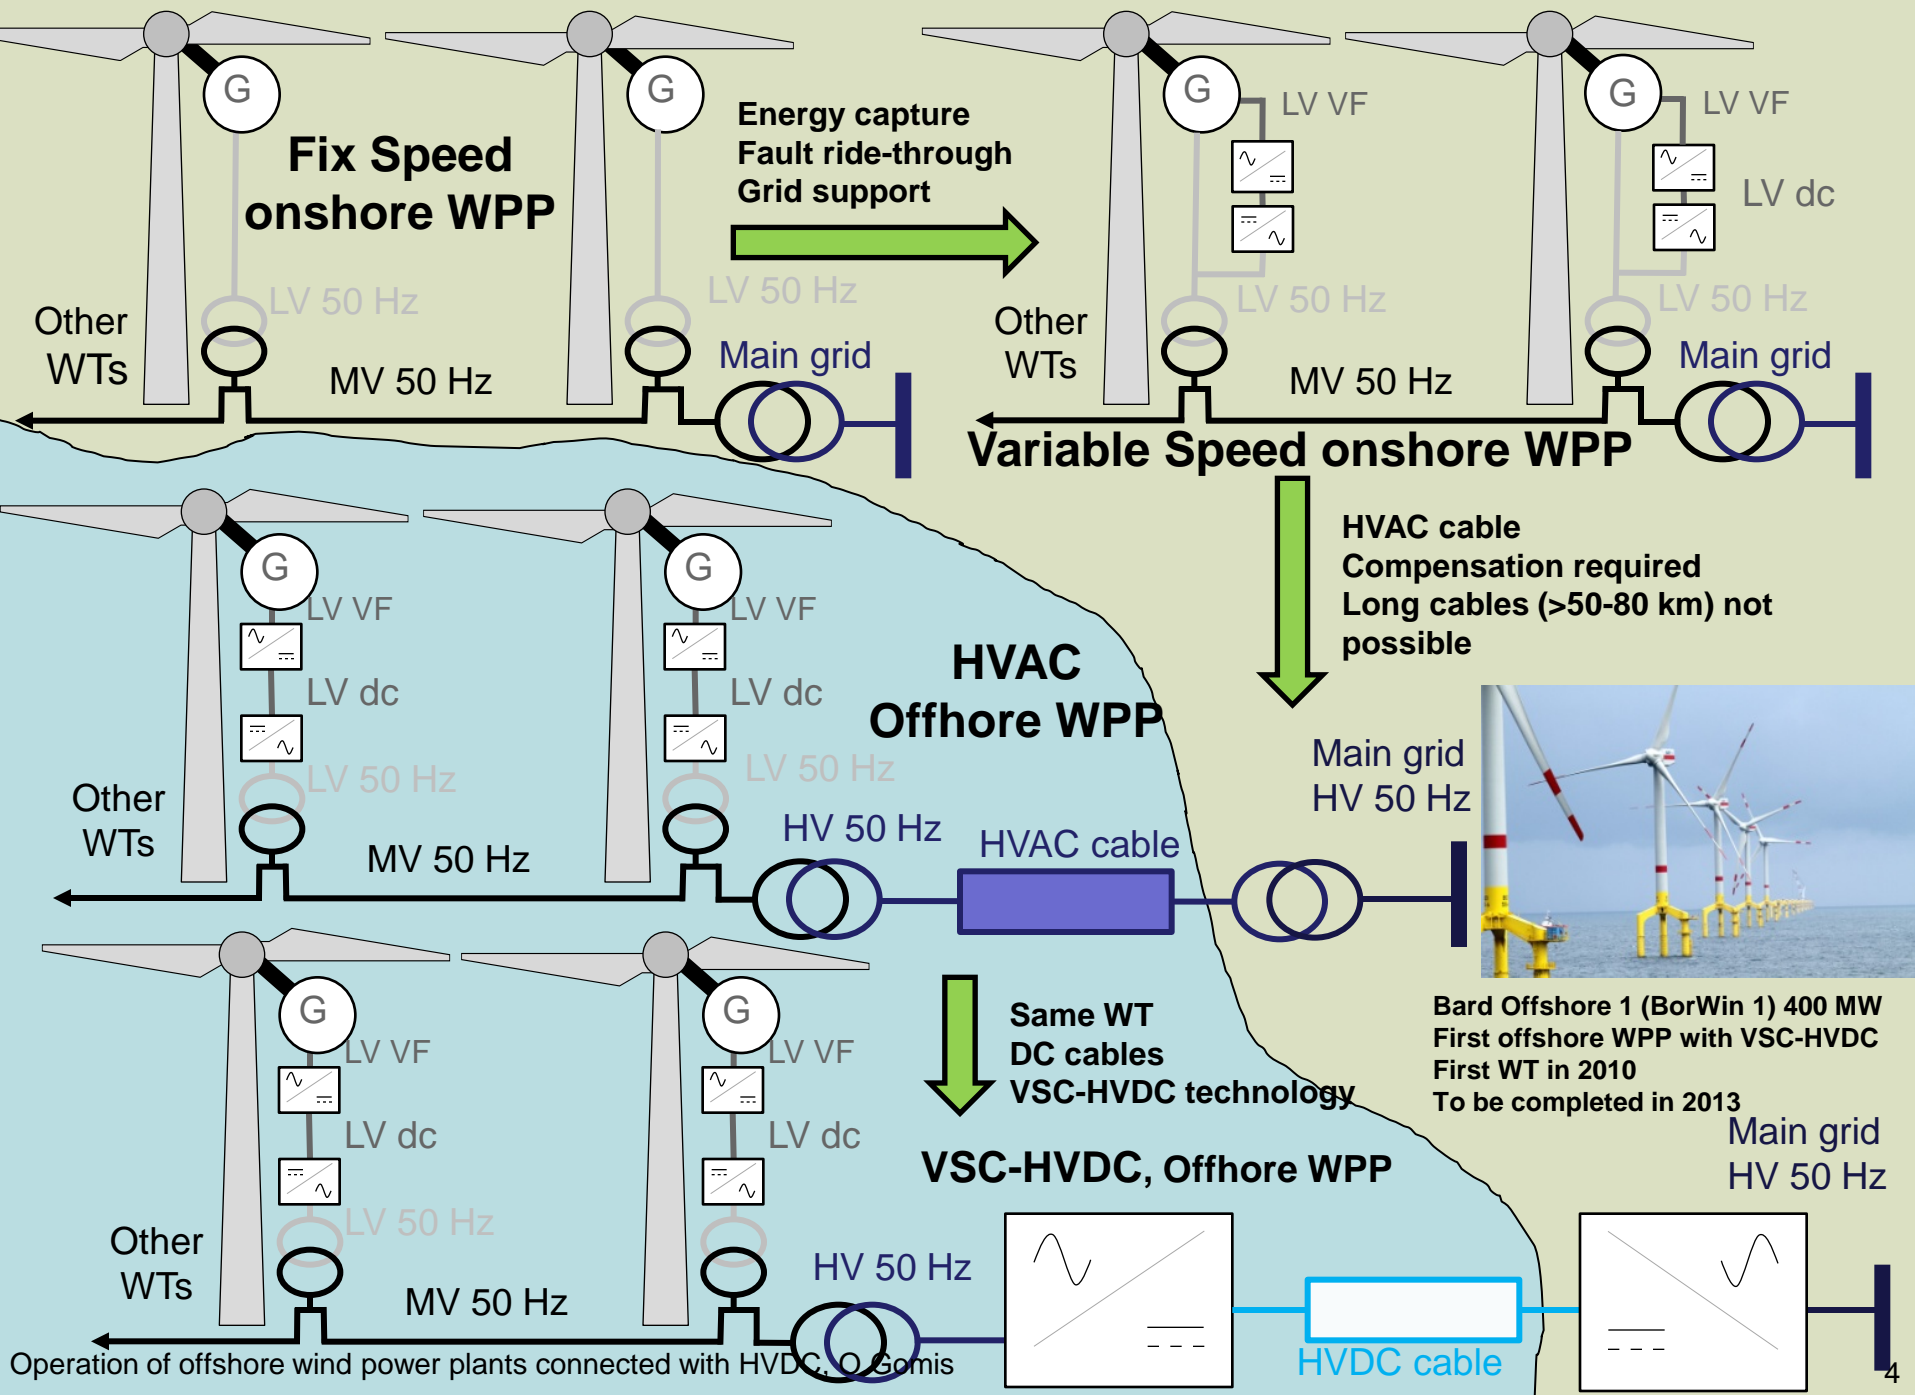 G
G
Fix Speed
onshore WPP
LV 50 Hz
LV 50 Hz
Other
WTs
MV 50 Hz
Main grid
Energy capture
Fault ride-through
Grid support
G
G
LV VF
LV VF
LV dc
LV 50 Hz
LV 50 Hz
Other
WTs
MV 50 Hz
Main grid
Variable Speed onshore WPP
HVAC cable
Compensation required
Long cables (>50-80 km) not
possible
G
G
LV VF
LV VF
LV dc
LV dc
LV 50 Hz
LV 50 Hz
HVAC
Offhore WPP
Other
WTs
MV 50 Hz
HV 50 Hz
HVAC cable
Main grid
HV 50 Hz
Bard Offshore 1 (BorWin 1) 400 MW
First offshore WPP with VSC-HVDC
First WT in 2010
To be completed in 2013
Same WT
DC cables
VSC-HVDC technology
G
G
LV VF
LV VF
LV dc
LV dc
LV 50 Hz
VSC-HVDC, Offhore WPP
Other
WTs
MV 50 Hz
HV 50 Hz
HVDC cable
Main grid
HV 50 Hz
Operation of offshore wind power plants connected with HVDC, O Gomis
4